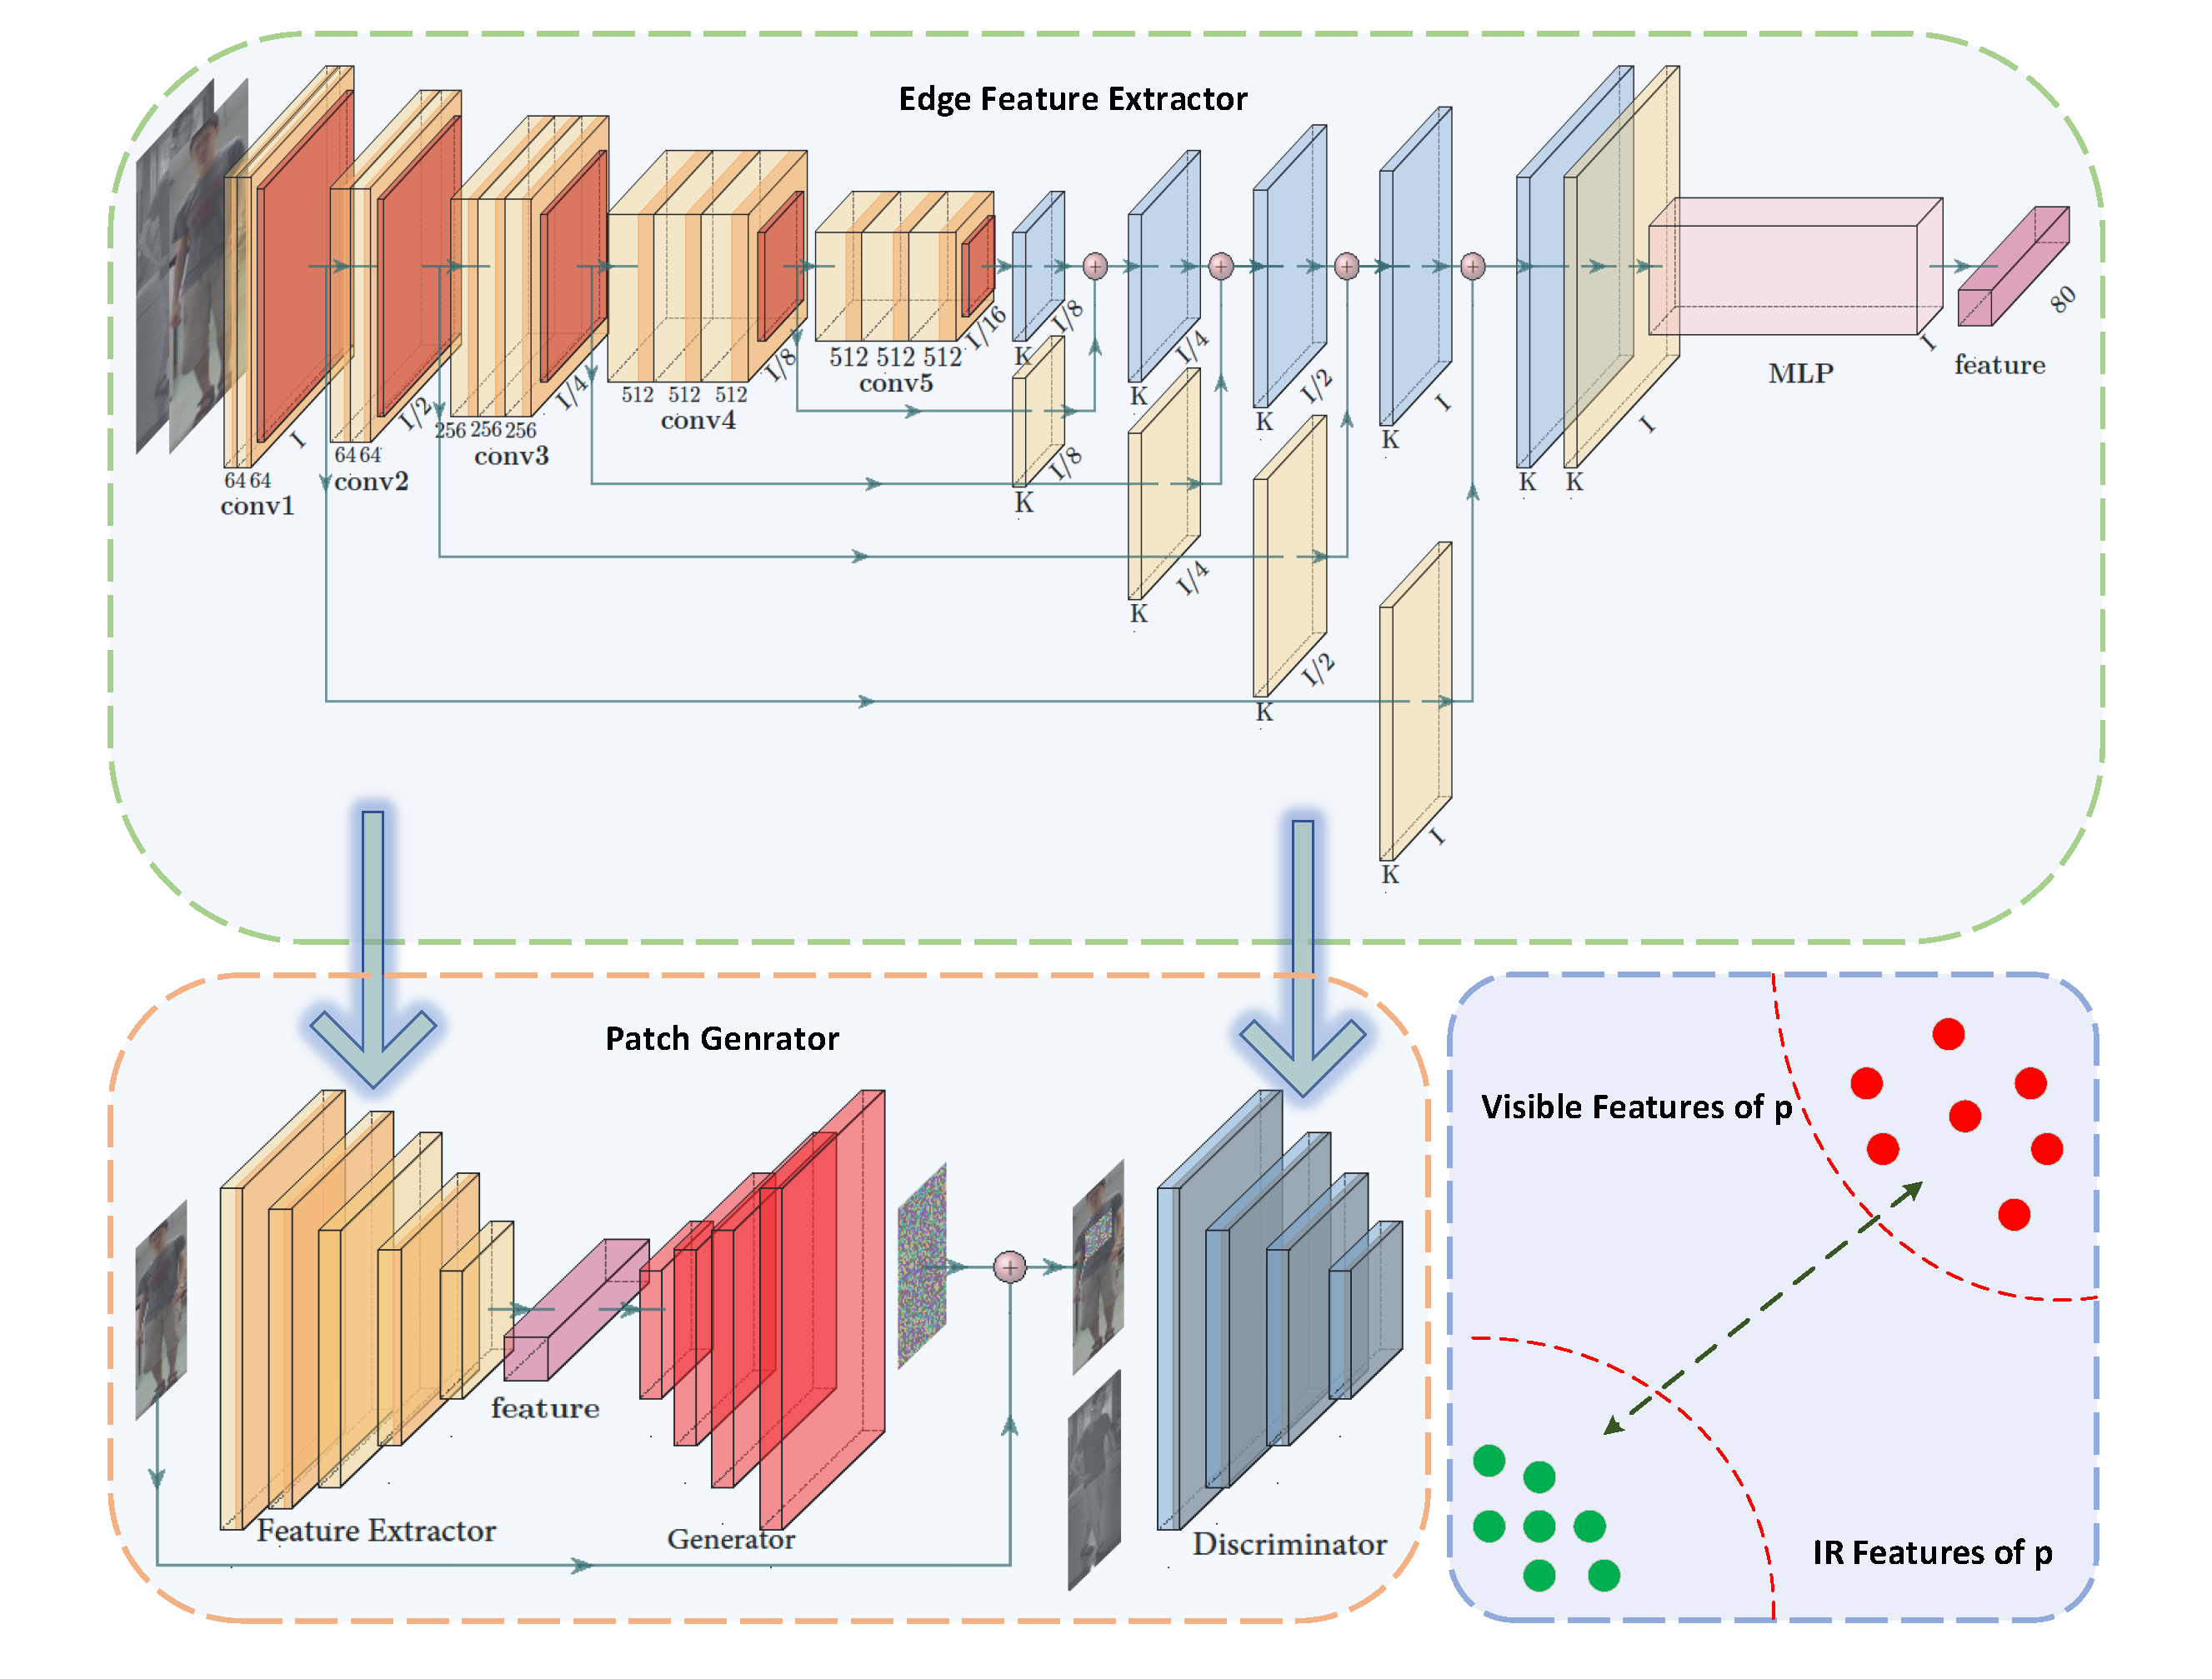 Edge Feature Extractor
64 64
I
conv1
64 64
I/2
conv2
256 256 256
I/4
conv3
512 512 512
I/8
conv4
512 512 512
I/16
conv5
K
I/8
K
I/8
K
I/4
K
I/4
K
I/2
K
I/2
K
I
K
I
K
K
I
MLP
I
feature
80
Patch Genrator
Feature Extractor
feature
Generator
Discriminator
Visible Features of p
IR Features of p